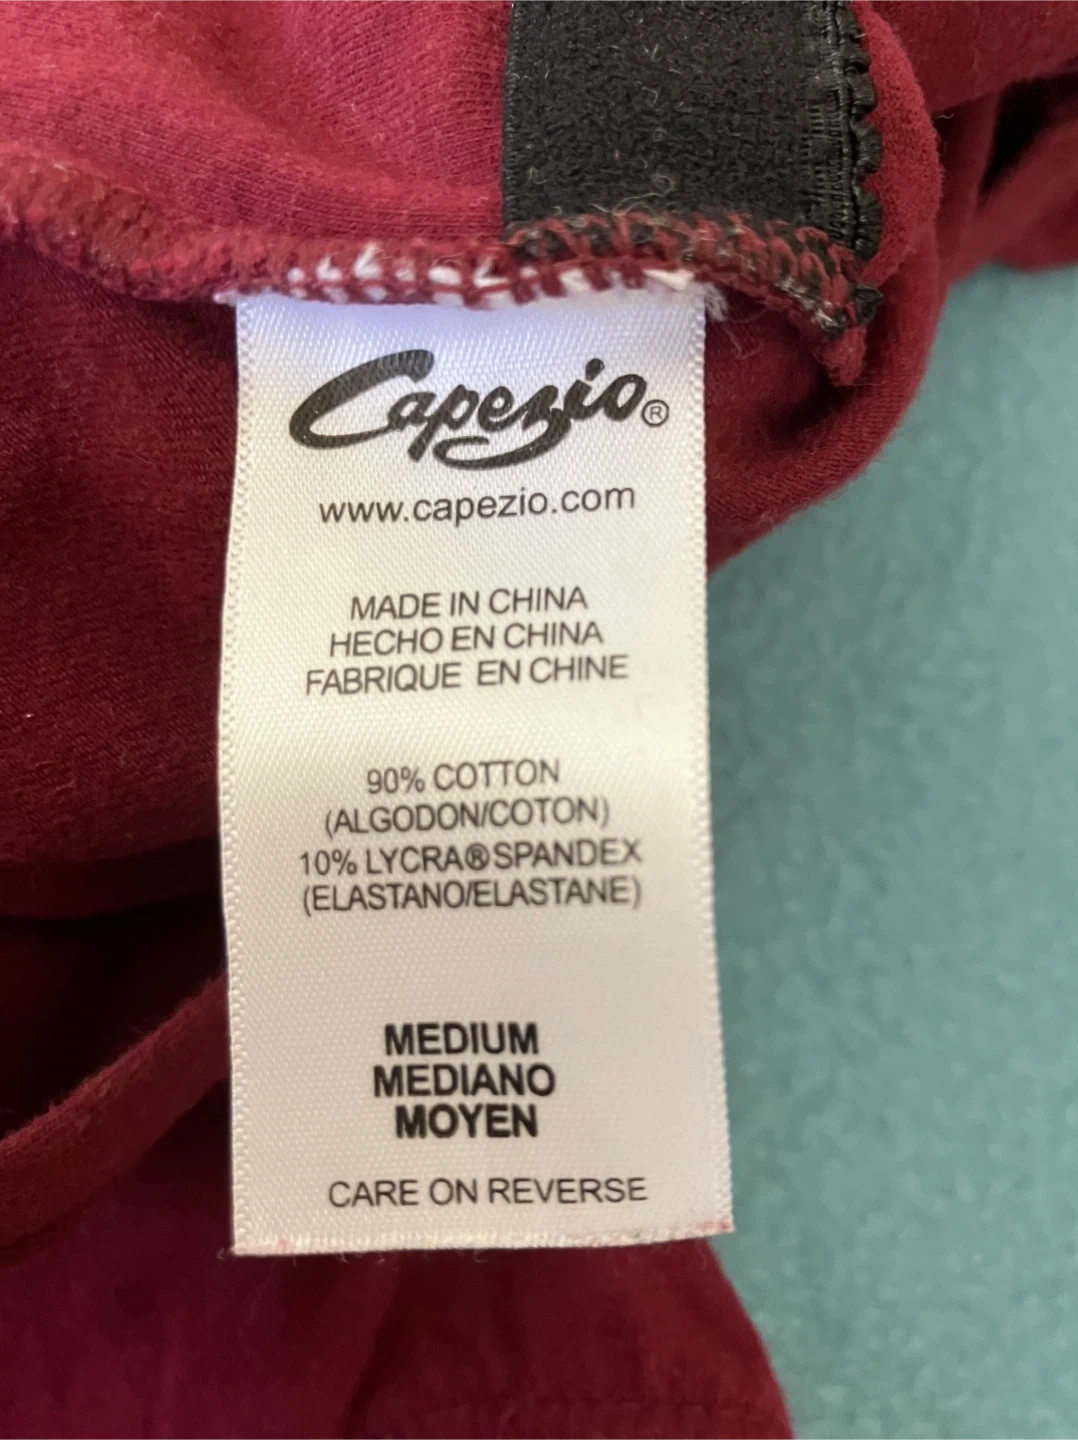 Capezio®
www.capezio.com
MADE IN CHINA
HECHO EN CHINA
FABRIQUE EN CHINE
90% COTTON
(ALGODON/COTON)
10% LYCRA®SPANDEX
(ELASTANO/ELASTANE)
MEDIUM
MEDIANO
MOYEN
CARE ON REVERSE